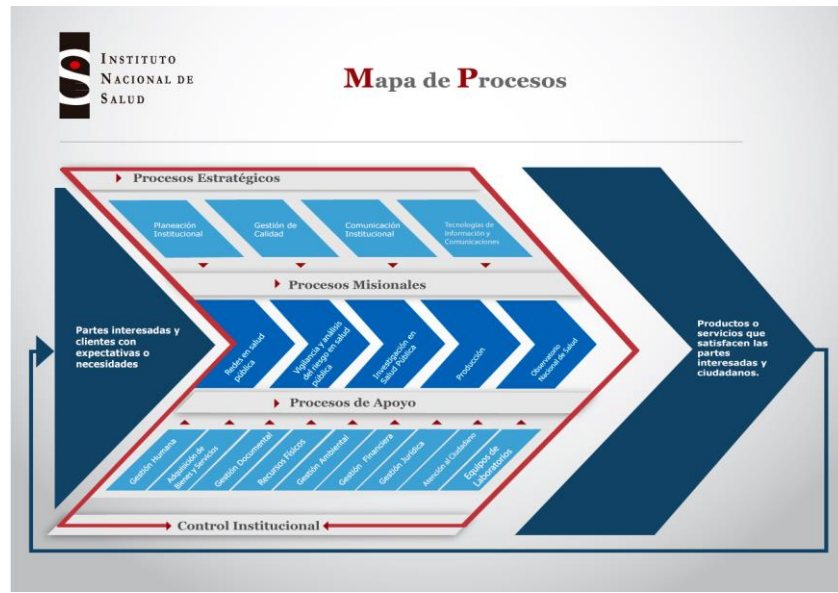 INSTITUTO
NACIONAL DE
SALUD
Mapa de Procesos
Procesos Estratégicos
Planeación
Institucional
Gestión de
Calidad
Comunicación
Institucional
Tecnologías de
Información y
Comunicaciones
Procesos Misionales
Partes interesadas y
clientes con
expectativas o
necesidades
Redes en salud
pública
Vigilancia y análisis
del riesgo en salud
pública
Investigación en
Salud Pública
Producción
Observatorio
Nacional de Salud
Productos o
servicios que
satisfacen las
partes
interesadas y
ciudadanos.
Procesos de Apoyo
Gestión Humana
Adquisición de
Bienes y Servicios
Gestión Documental
Recursos Físicos
Gestión Ambiental
Gestión Financiera
Gestión Jurídica
Atención al Ciudadano
Equipos de
Laboratorios
Control Institucional